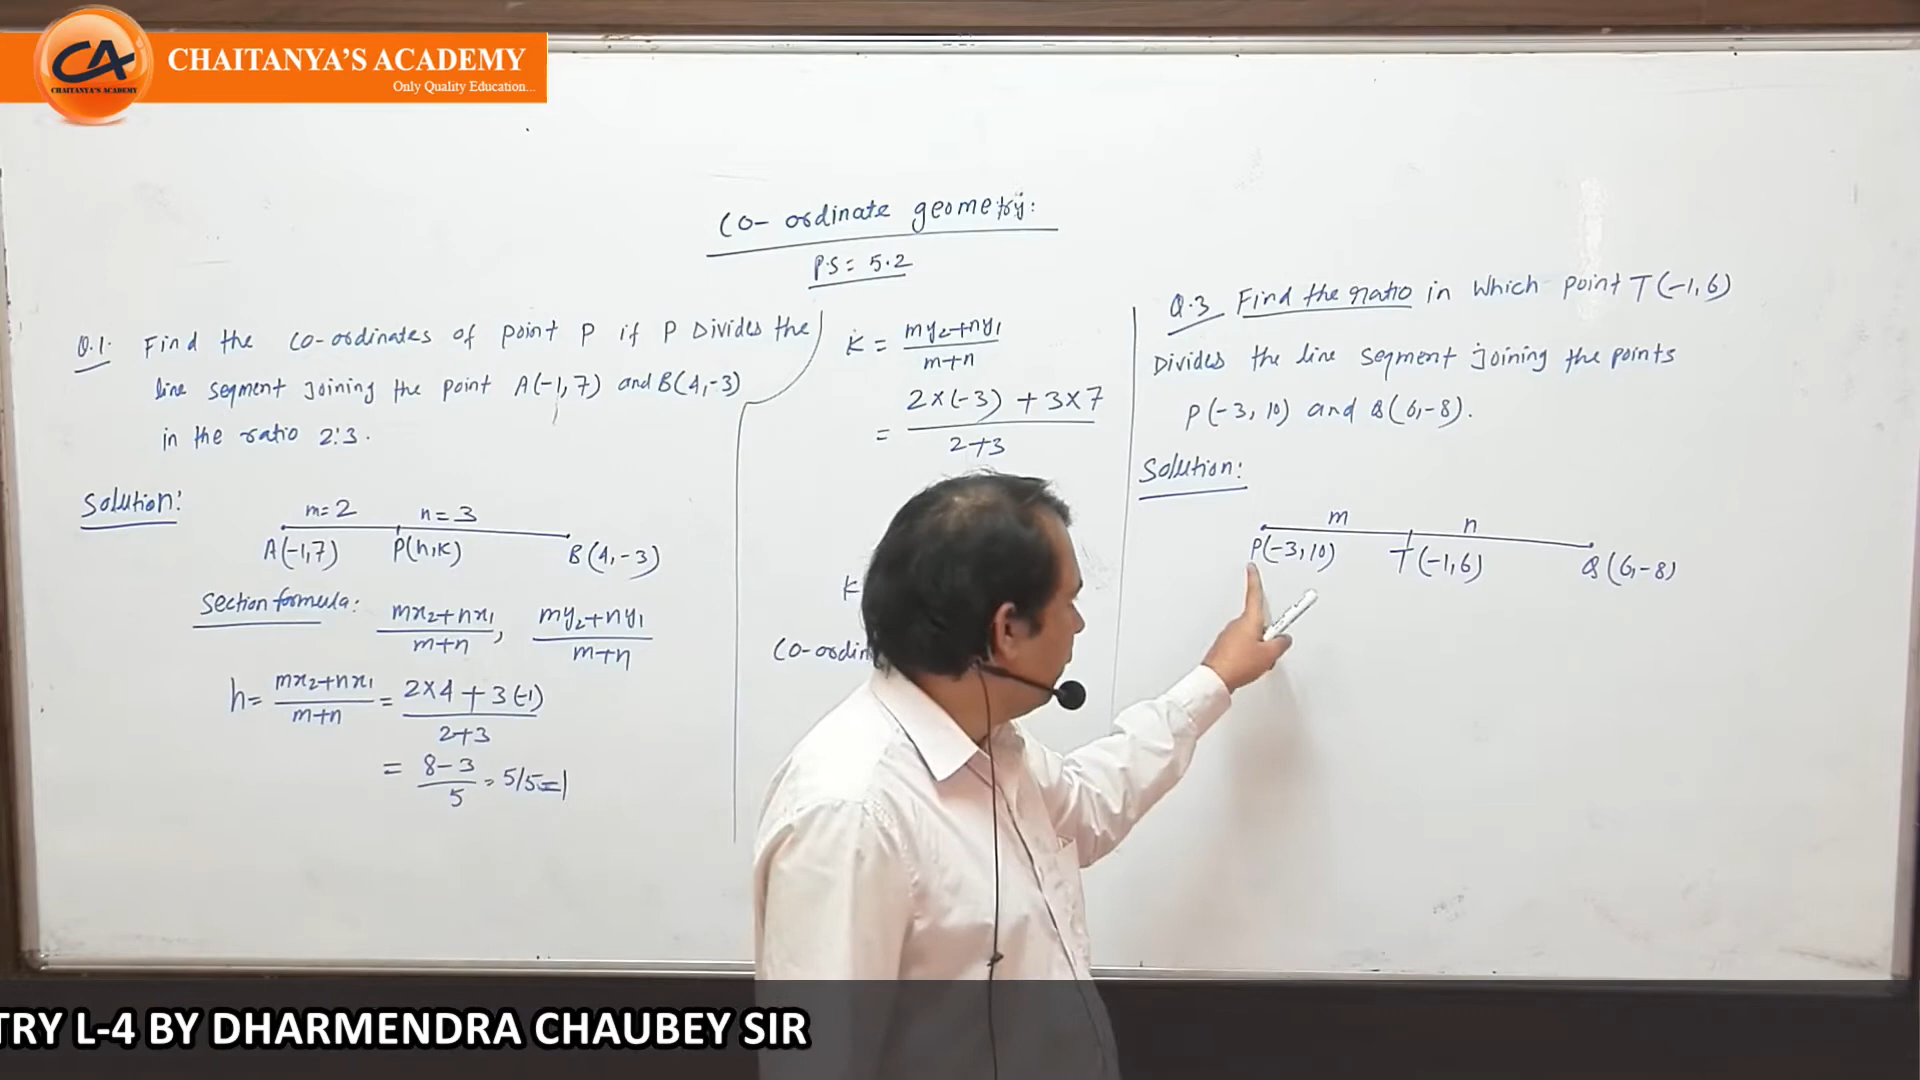 CA
CHAITANYA'S ACADEMY
CHAITANYA'S ACADEMY
Only Quality Education...
Co-ordinate geometry:
P.S = 5.2
Q.1. Find the co-ordinates of point P if P Divides the
line segment joining the point A(-1,7) and B(4,-3)
in the ratio 2:3.
Solution:
m=2 n=3
A(-1,7) P(h,k) B(4,-3)
Section formula: mx₂+nx₁/m+n, my₂+ny₁/m+n
h= mx₂+nx₁/m+n = 2×4+3(-1)/2+3
= 8-3/5 = 5/5=1
K = my₂+ny₁/m+n
= 2×(-3)+3×7/2+3
K
Q.3 Find the ratio in which point T(-1,6)
Divides the line segment joining the points
P(-3,10) and Q(6,-8).
Solution:
m n
P(-3,10) T(-1,6) Q(6,-8)
TRY L-4 BY DHARMENDRA CHAUBEY SIR